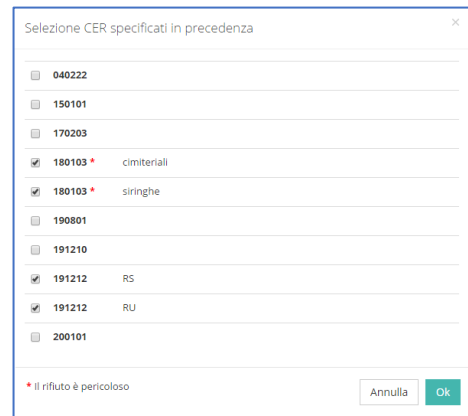 Selezione CER specificati in precedenza
×
040222
150101
170203
180103 * cimiteriali
180103 * siringhe
190801
191210
191212 RS
191212 RU
200101
* Il rifiuto è pericoloso
Annulla Ok